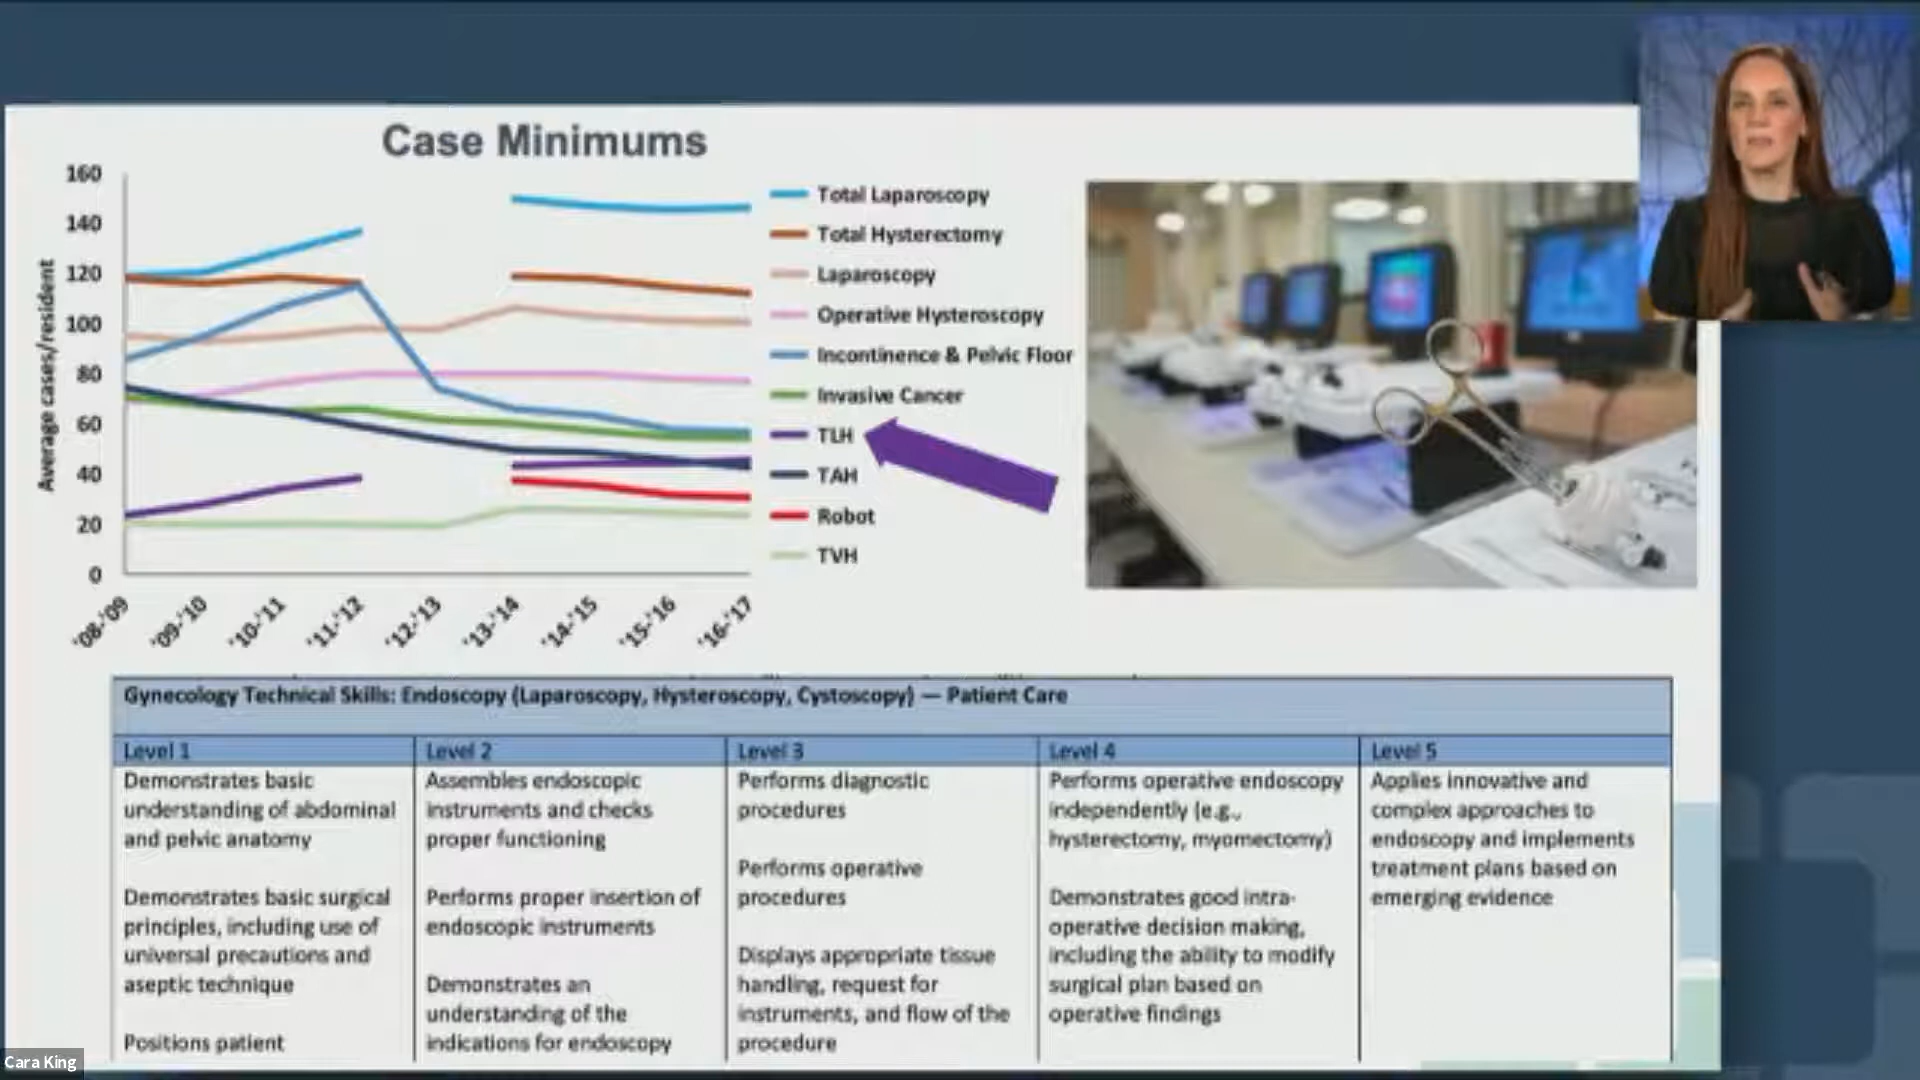 Case Minimums
160
140
120
100
80
60
40
20
0
Average cases/resident
'08-'09
'09-'10
'10-'11
'11-'12
'12-'13
'13-'14
'14-'15
'15-'16
'16-'17
Total Laparoscopy
Total Hysterectomy
Laparoscopy
Operative Hysteroscopy
Incontinence & Pelvic Floor
Invasive Cancer
TLH
TAH
Robot
TVH
Gynecology Technical Skills: Endoscopy (Laparoscopy, Hysteroscopy, Cystoscopy) — Patient Care
Level 1
Demonstrates basic
understanding of abdominal
and pelvic anatomy
Demonstrates basic surgical
principles, including use of
universal precautions and
aseptic technique
Positions patient
Level 2
Assembles endoscopic
instruments and checks
proper functioning
Performs proper insertion of
endoscopic instruments
Demonstrates an
understanding of the
indications for endoscopy
Level 3
Performs diagnostic
procedures
Performs operative
procedures
Displays appropriate tissue
handling, request for
instruments, and flow of the
procedure
Level 4
Performs operative endoscopy
independently (e.g.,
hysterectomy, myomectomy)
Demonstrates good intra-
operative decision making,
including the ability to modify
surgical plan based on
operative findings
Level 5
Applies innovative and
complex approaches to
endoscopy and implements
treatment plans based on
emerging evidence
Cara King